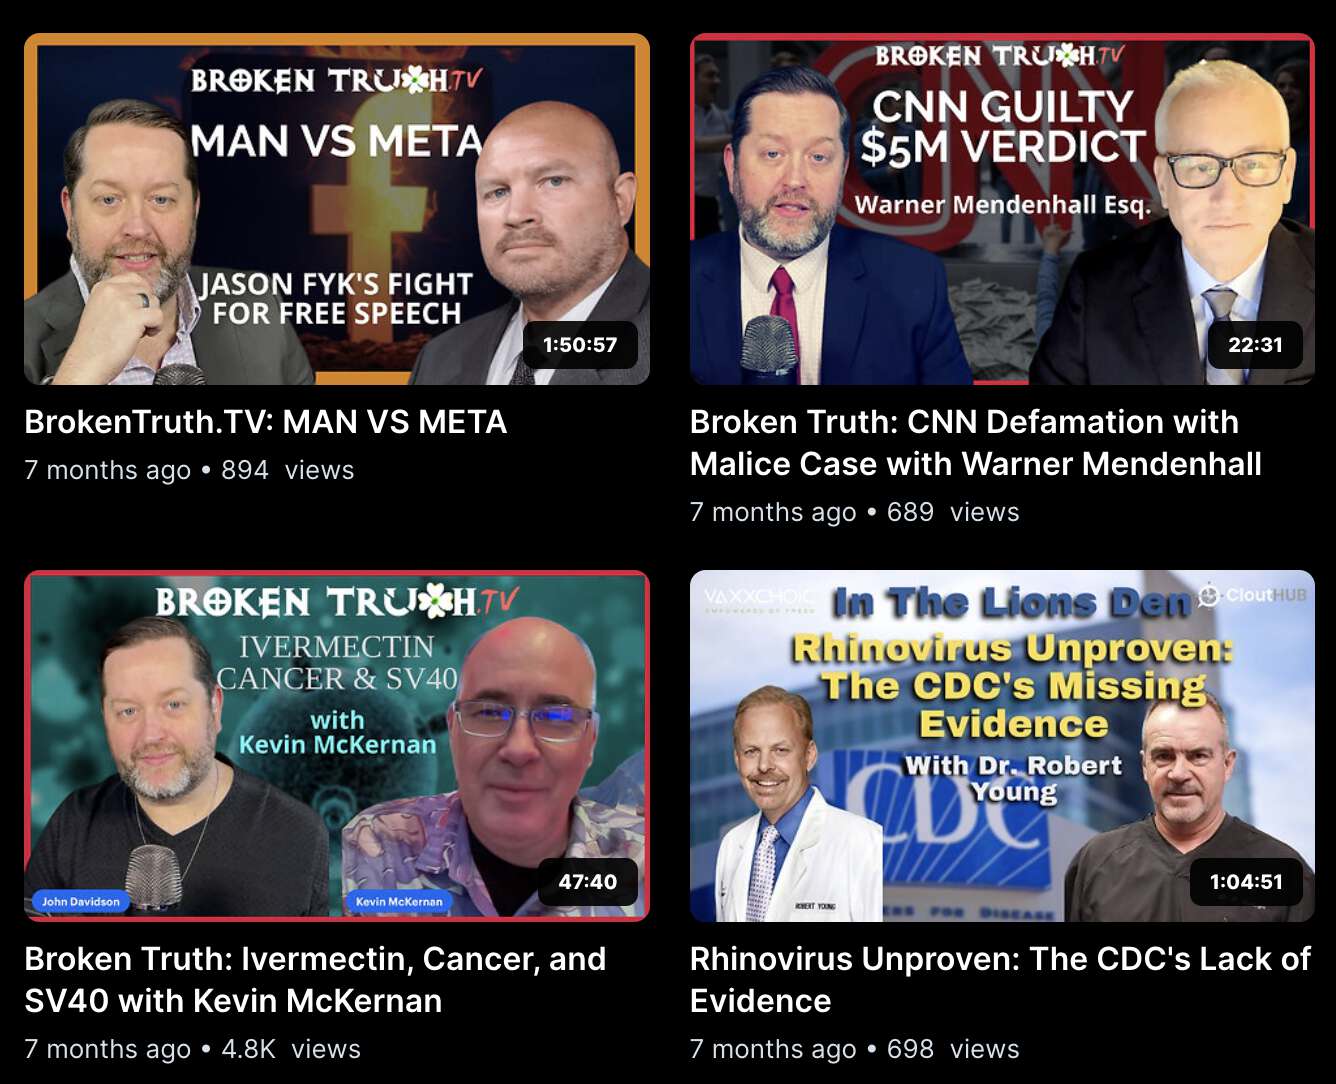 BROKEN TRUTH.TV
MAN VS META
JASON FYK'S FIGHT
FOR FREE SPEECH
1:50:57
BrokenTruth.TV: MAN VS META
7 months ago • 894 views
BROKEN TRUTH.TV
CNN GUILTY
$5M VERDICT
Warner Mendenhall Esq.
22:31
Broken Truth: CNN Defamation with
Malice Case with Warner Mendenhall
7 months ago • 689 views
BROKEN TRUTH.TV
IVERMECTIN
CANCER & SV40
with
Kevin McKernan
John Davidson
Kevin McKernan
47:40
Broken Truth: Ivermectin, Cancer, and
SV40 with Kevin McKernan
7 months ago • 4.8K views
VAXXCHOICE
In The Lions Den
CloutHUB
Rhinovirus Unproven:
The CDC's Missing
Evidence
With Dr. Robert
Young
CDC
ROBERT YOUNG
FOR DISEASE
1:04:51
Rhinovirus Unproven: The CDC's Lack of
Evidence
7 months ago • 698 views